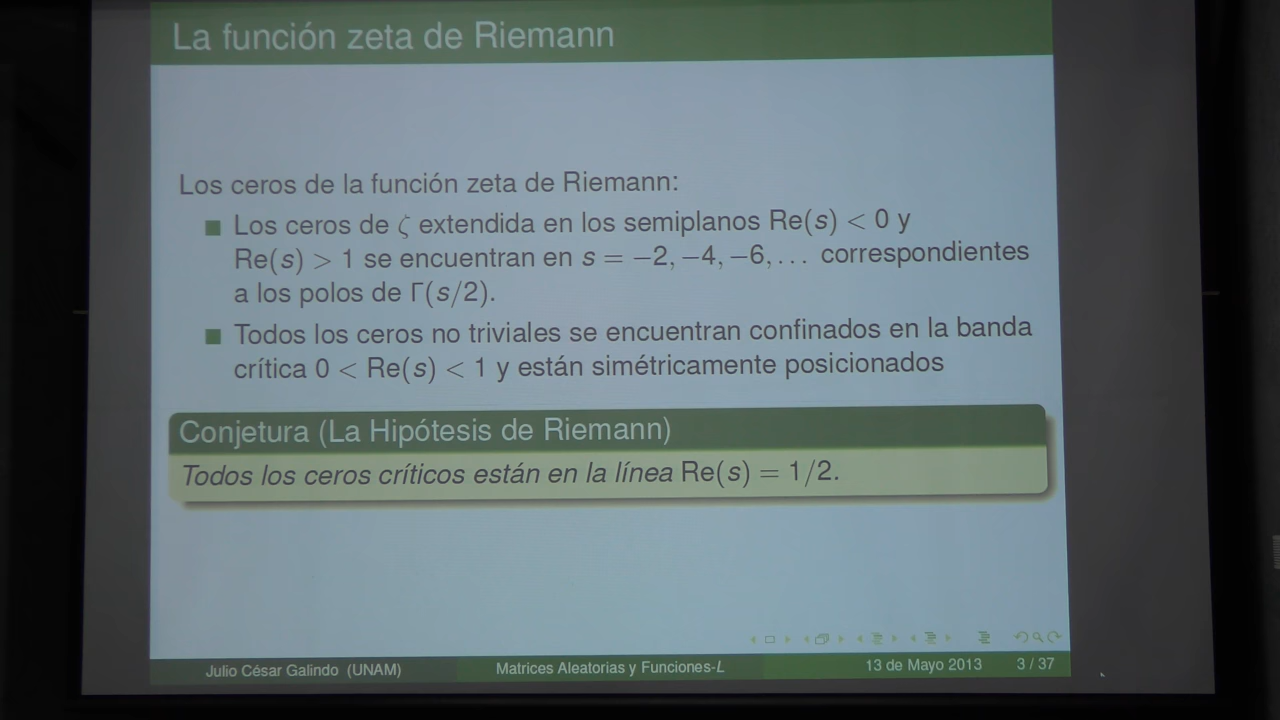 La función zeta de Riemann
Los ceros de la función zeta de Riemann:
Los ceros de ζ extendida en los semiplanos Re(s) < 0 y
Re(s) > 1 se encuentran en s = −2, −4, −6, . . . correspondientes
a los polos de Γ(s/2).
Todos los ceros no triviales se encuentran confinados en la banda
crítica 0 < Re(s) < 1 y están simétricamente posicionados
Conjetura (La Hipótesis de Riemann)
Todos los ceros críticos están en la línea Re(s) = 1/2.
Julio César Galindo (UNAM) Matrices Aleatorias y Funciones-L 13 de Mayo 2013 3 / 37